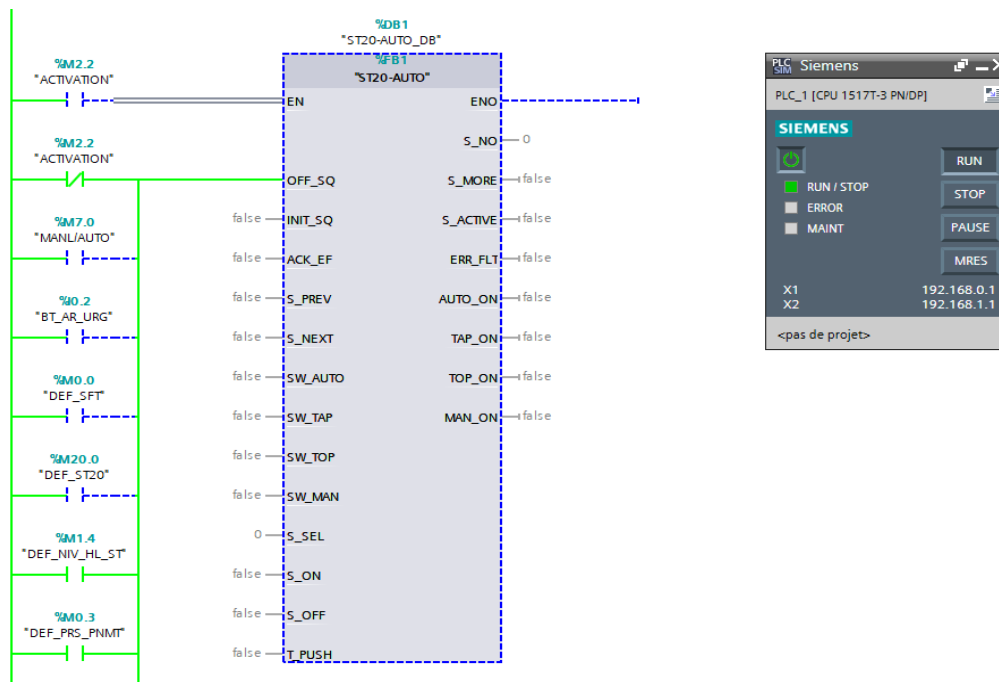 %DB1
"ST20-AUTO_DB"
%FB1
"ST20-AUTO"
%M2.2
"ACTIVATION"
EN
ENO
S_NO
0
%M2.2
"ACTIVATION"
OFF_SQ
S_MORE
false
false
INIT_SQ
S_ACTIVE
false
%M7.0
"MANL/AUTO"
false
ACK_EF
ERR_FLT
false
false
S_PREV
AUTO_ON
false
%I0.2
"BT_AR_URG"
false
S_NEXT
TAP_ON
false
false
SW_AUTO
TOP_ON
false
%M0.0
"DEF_SFT"
false
SW_TAP
MAN_ON
false
false
SW_TOP
%M20.0
"DEF_ST20"
false
SW_MAN
0
S_SEL
%M1.4
"DEF_NIV_HL_ST"
false
S_ON
false
S_OFF
%M0.3
"DEF_PRS_PNMT"
false
T_PUSH
PLC
SIM
Siemens
PLC_1 [CPU 1517T-3 PN/DP]
SIEMENS
RUN
RUN / STOP
STOP
ERROR
MAINT
PAUSE
MRES
X1 192.168.0.1
X2 192.168.1.1
<pas de projet>